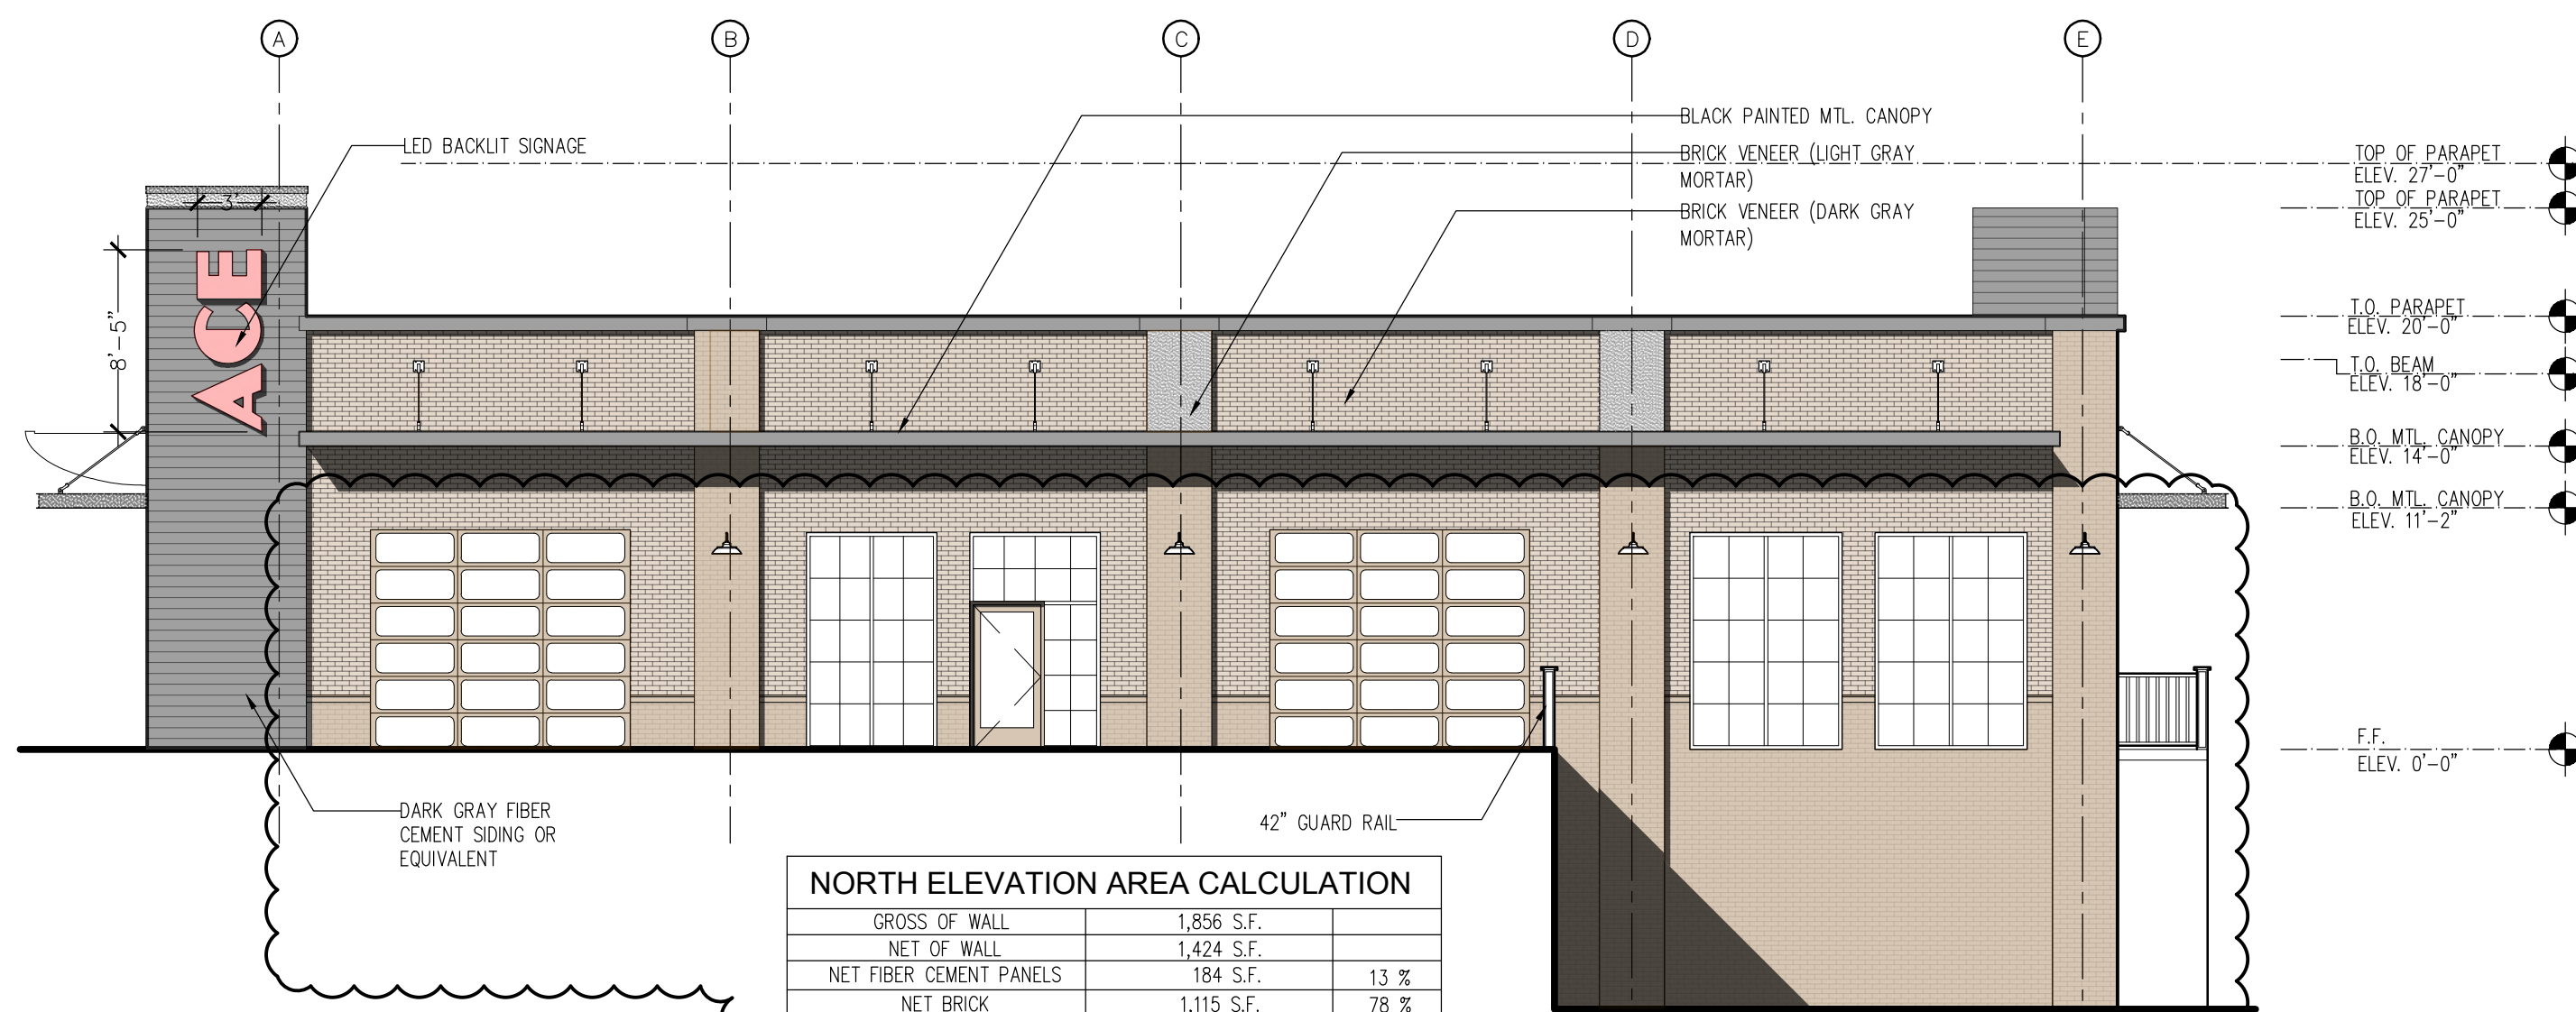 A
B
C
D
E
LED BACKLIT SIGNAGE
BLACK PAINTED MTL. CANOPY
BRICK VENEER (LIGHT GRAY
MORTAR)
BRICK VENEER (DARK GRAY
MORTAR)
TOP OF PARAPET
ELEV. 27'-0"
TOP OF PARAPET
ELEV. 25'-0"
T.O. PARAPET
ELEV. 20'-0"
T.O. BEAM
ELEV. 18'-0"
B.O. MTL. CANOPY
ELEV. 14'-0"
B.O. MTL. CANOPY
ELEV. 11'-2"
F.F.
ELEV. 0'-0"
3'
8'-5"
ACE
DARK GRAY FIBER
CEMENT SIDING OR
EQUIVALENT
42" GUARD RAIL
NORTH ELEVATION AREA CALCULATION
GROSS OF WALL 1,856 S.F.
NET OF WALL 1,424 S.F.
NET FIBER CEMENT PANELS 184 S.F. 13 %
NET BRICK 1,115 S.F. 78 %